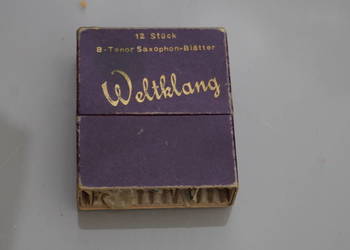 12 Stück
B-Tenor Saxophon-Blätter
Weltklang